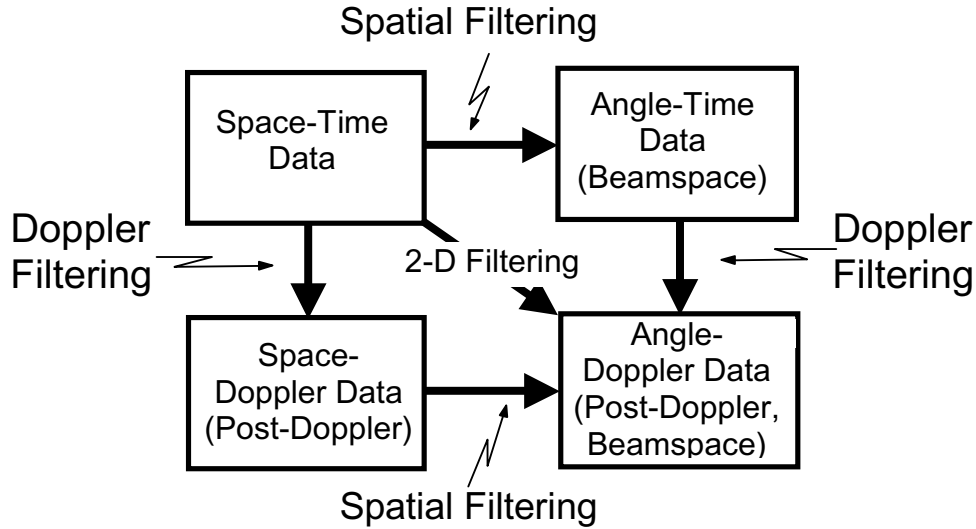 Spatial Filtering
Space-Time
Data
Angle-Time
Data
(Beamspace)
Doppler
Filtering
2-D Filtering
Doppler
Filtering
Space-
Doppler Data
(Post-Doppler)
Angle-
Doppler Data
(Post-Doppler,
Beamspace)
Spatial Filtering